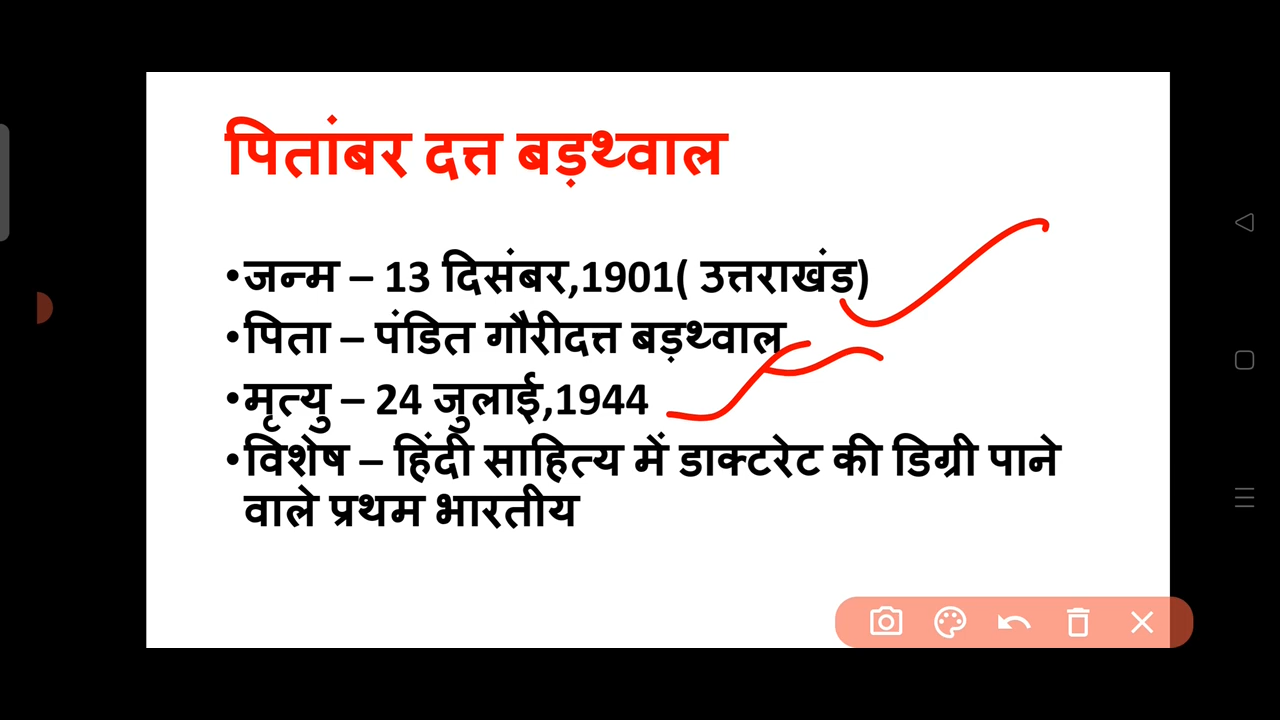 पितांबर दत्त बड़थ्वाल
•जन्म – 13 दिसंबर,1901( उत्तराखंड)
•पिता – पंडित गौरीदत्त बड़थ्वाल
•मृत्यु – 24 जुलाई,1944
•विशेष – हिंदी साहित्य में डाक्टरेट की डिग्री पाने
वाले प्रथम भारतीय